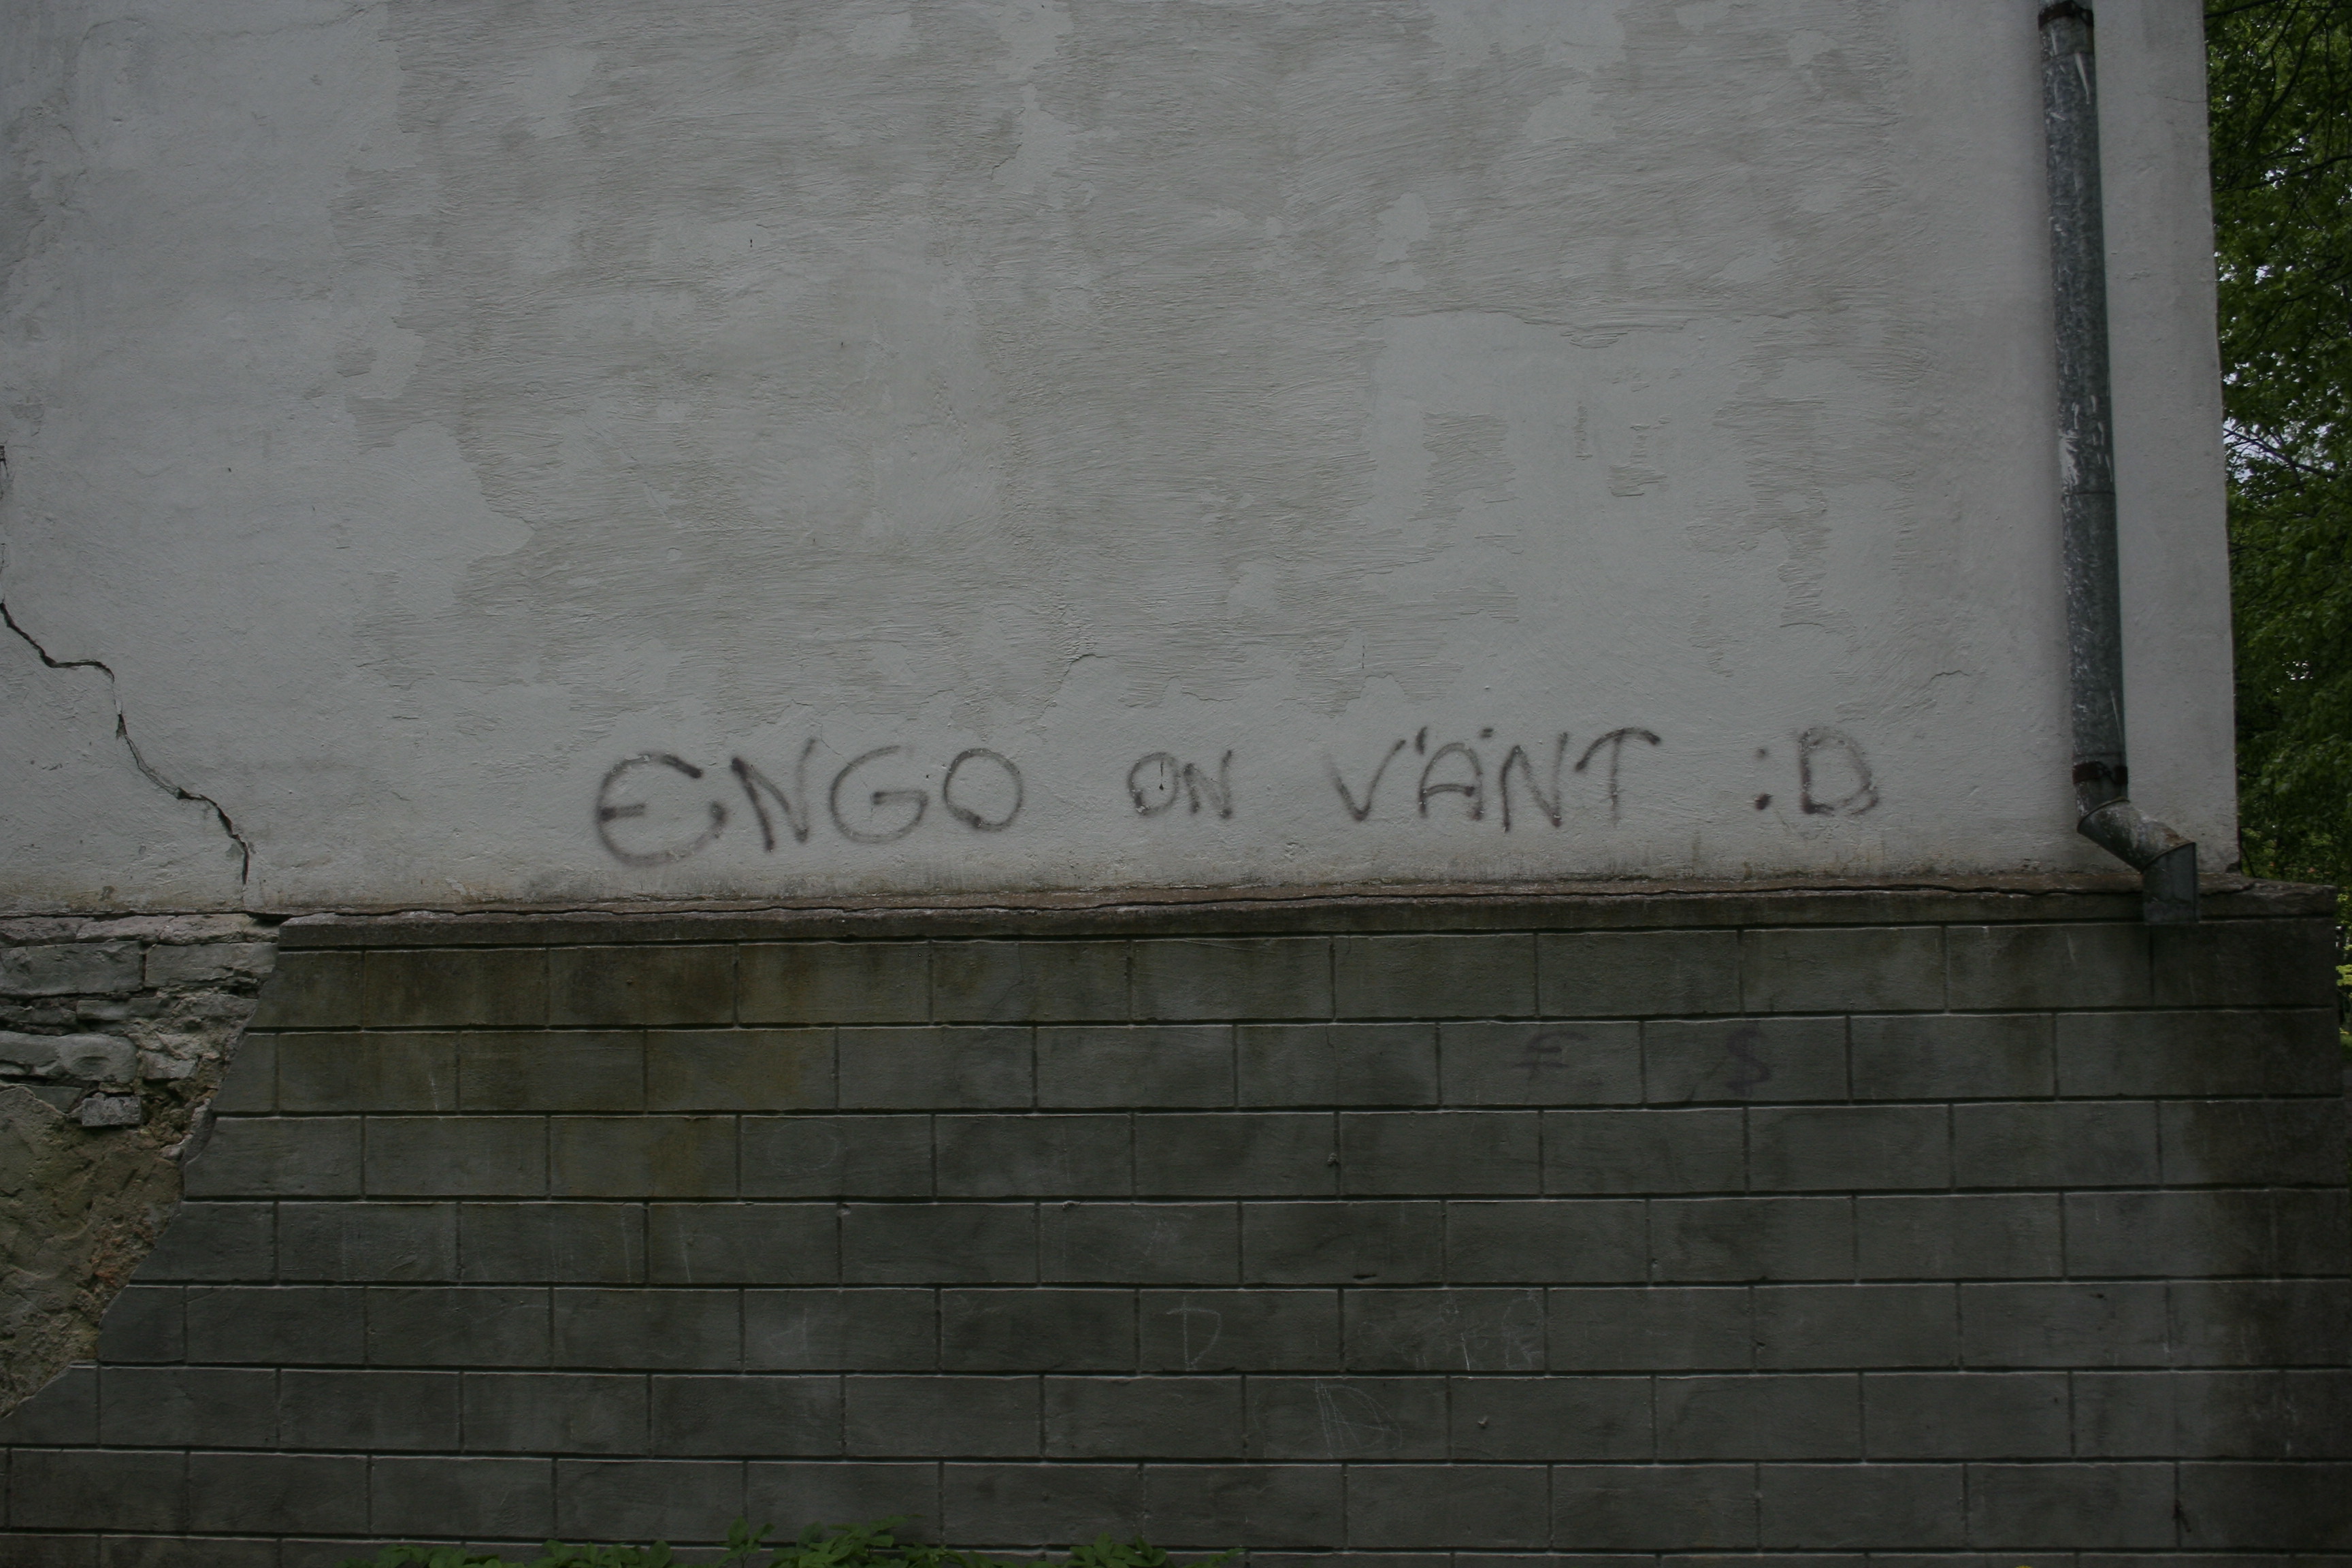 ENGO ON VÄNT :D
F $
D